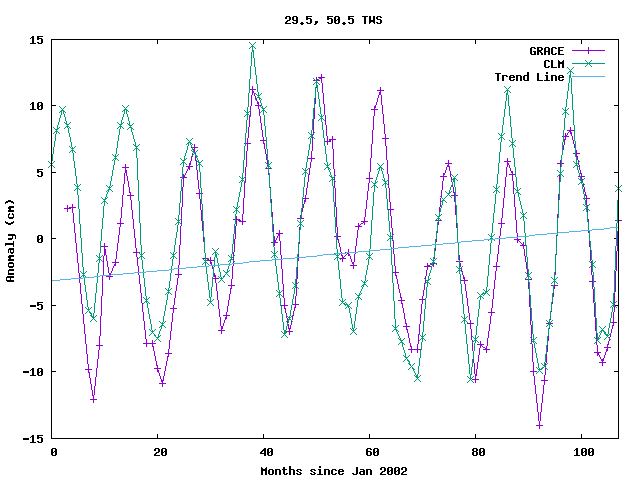 29.5, 50.5 TWS
GRACE
CLM
Trend Line
15
10
5
0
-5
-10
-15
Anomaly (cm)
0 20 40 60 80 100
Months since Jan 2002